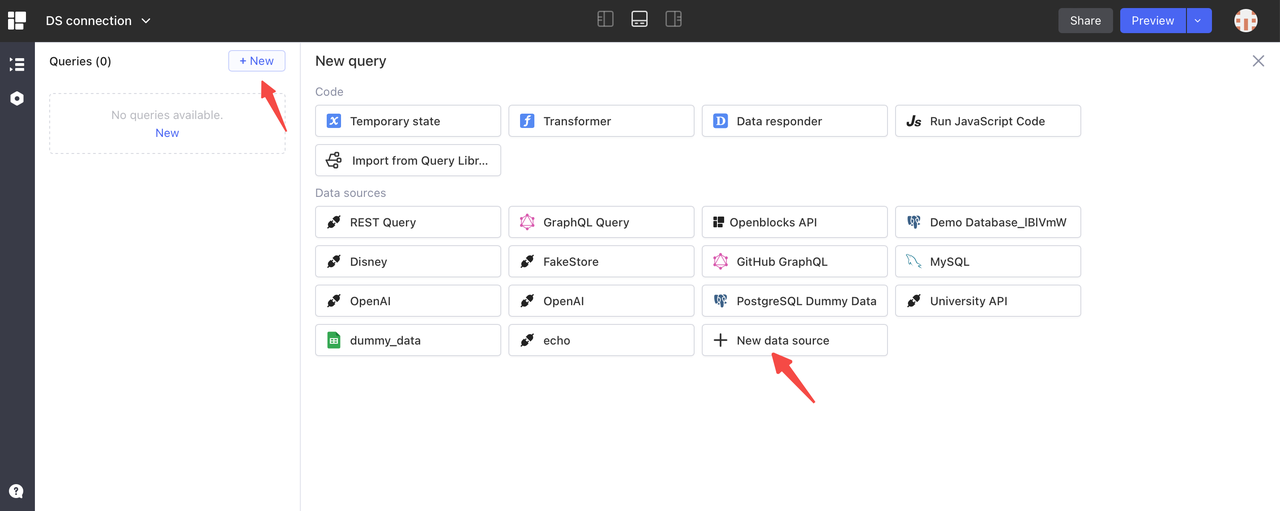 DS connection
Share
Preview
Queries (0)
+ New
No queries available.
New
New query
Code
Temporary state
Transformer
Data responder
Run JavaScript Code
Import from Query Libr...
Data sources
REST Query
GraphQL Query
Openblocks API
Demo Database_lBlVmW
Disney
FakeStore
GitHub GraphQL
MySQL
OpenAI
OpenAI
PostgreSQL Dummy Data
University API
dummy_data
echo
New data source